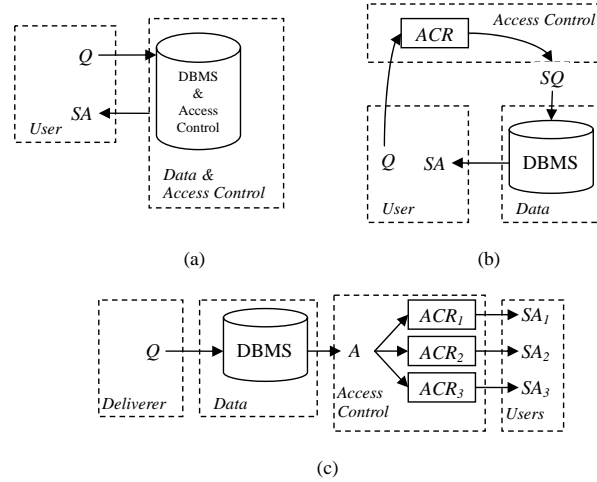 Q
DBMS
&
Access
Control
SA
User
Data &
Access Control
(a)
Access Control
ACR
SQ
Q
SA
DBMS
User
Data
(b)
Q
DBMS
A
ACR1
ACR2
ACR3
SA1
SA2
SA3
Deliverer
Data
Access
Control
Users
(c)